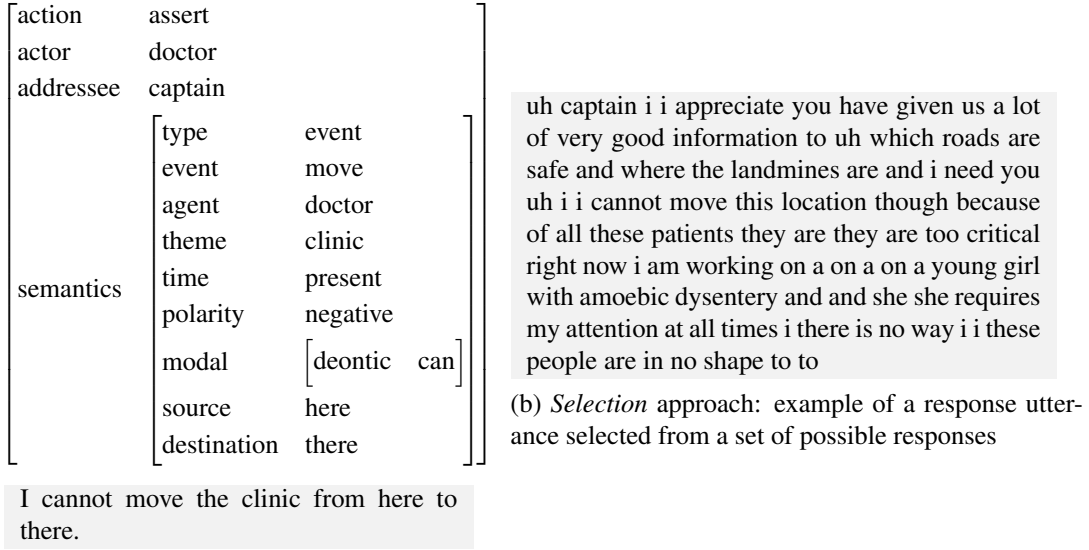 action assert
actor doctor
addressee captain
semantics
type event
event move
agent doctor
theme clinic
time present
polarity negative
modal [deontic can]
source here
destination there
I cannot move the clinic from here to
there.
uh captain i i appreciate you have given us a lot
of very good information to uh which roads are
safe and where the landmines are and i need you
uh i i cannot move this location though because
of all these patients they are they are too critical
right now i am working on a on a on a young girl
with amoebic dysentery and and she she requires
my attention at all times i there is no way i i these
people are in no shape to to
(b) Selection approach: example of a response utter-
ance selected from a set of possible responses